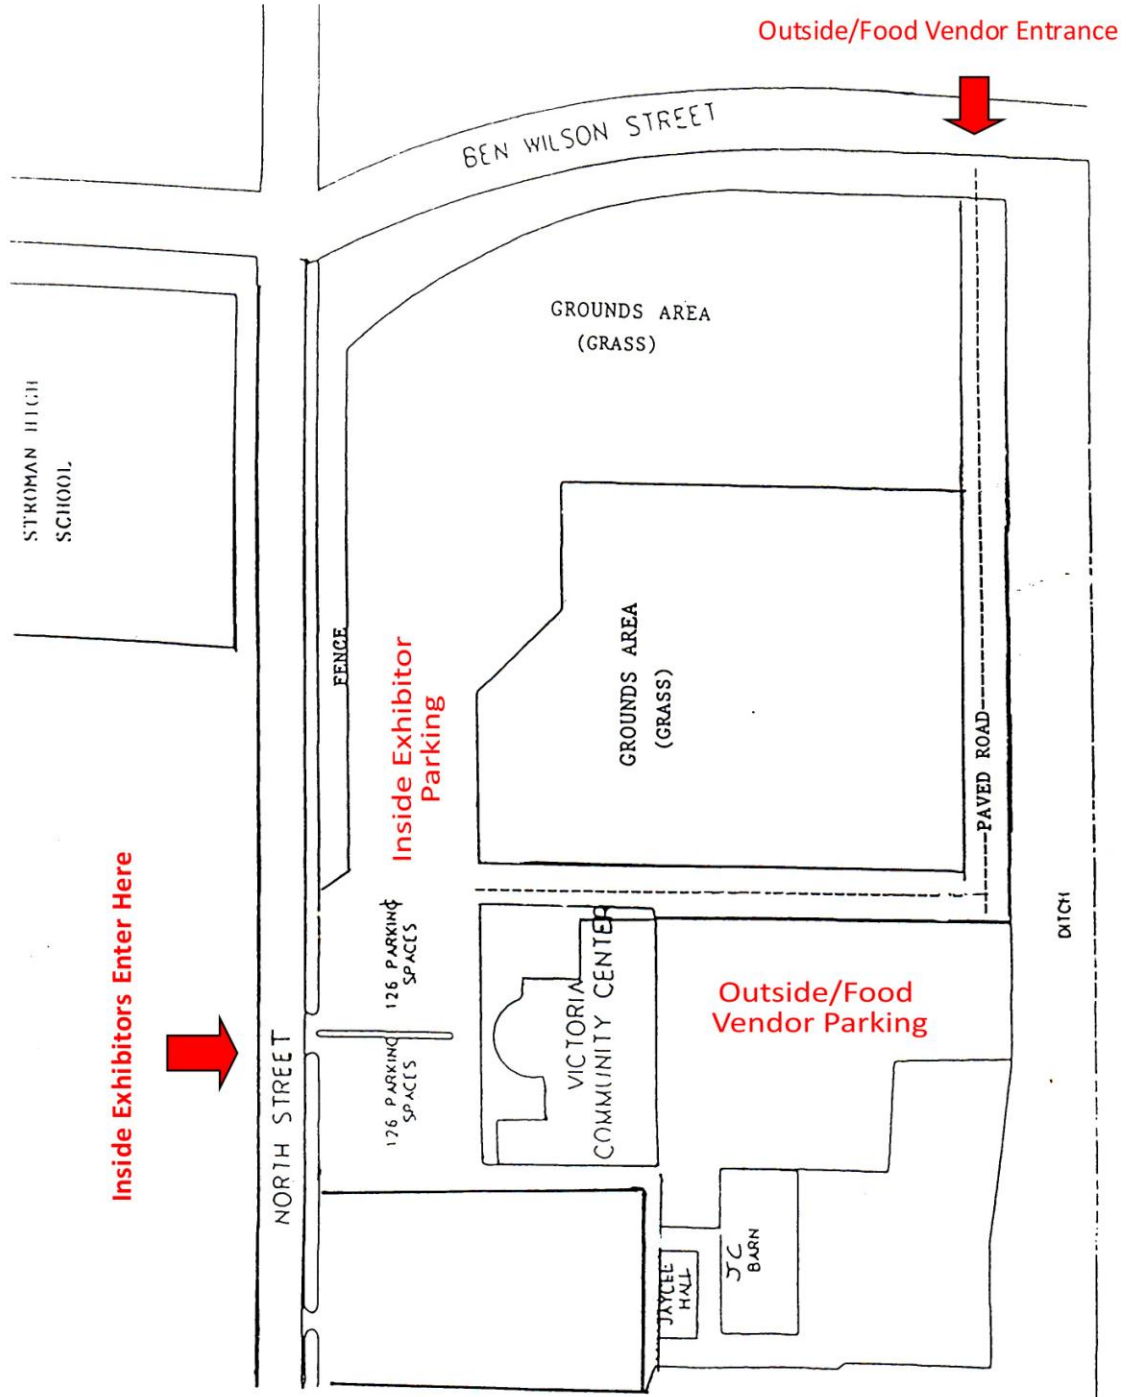 Outside/Food Vendor Entrance
BEN WILSON STREET
GROUNDS AREA
(GRASS)
STROMAN HIGH
SCHOOL
FENCE
Inside Exhibitor
Parking
GROUNDS AREA
(GRASS)
PAVED ROAD
Inside Exhibitors Enter Here
126 PARKING
SPACES
126 PARKING
SPACES
NORTH STREET
VICTORIA
COMMUNITY CENTER
Outside/Food
Vendor Parking
DITCH
JAYCEE
HALL
JC
BARN